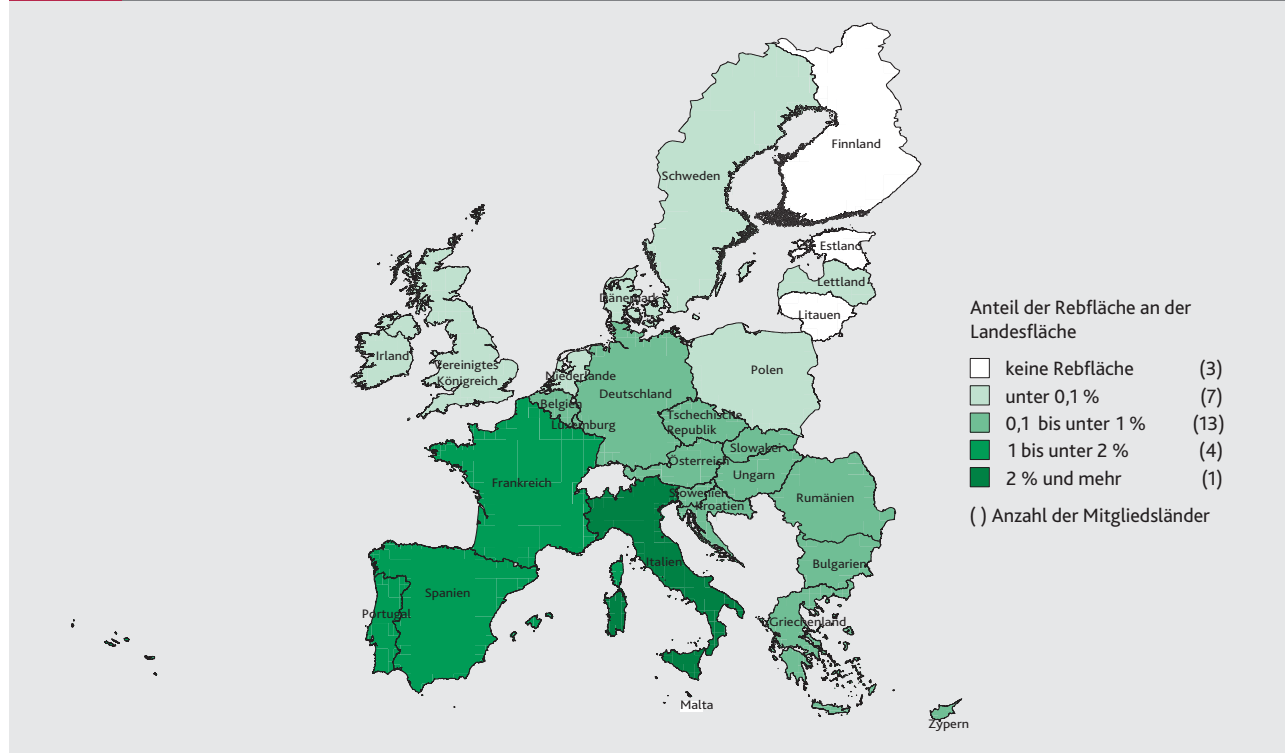 Finnland
Schweden
Estland
Lettland
Dänemark
Litauen
Irland
Vereinigtes
Königreich
Niederlande
Polen
Deutschland
Belgien
Luxemburg
Tschechische
Republik
Slowakei
Österreich
Ungarn
Frankreich
Slowenien
Kroatien
Rumänien
Italien
Bulgarien
Spanien
Portugal
Griechenland
Malta
Zypern
Anteil der Rebfläche an der
Landesfläche
keine Rebfläche (3)
unter 0,1 % (7)
0,1 bis unter 1 % (13)
1 bis unter 2 % (4)
2 % und mehr (1)
( ) Anzahl der Mitgliedsländer